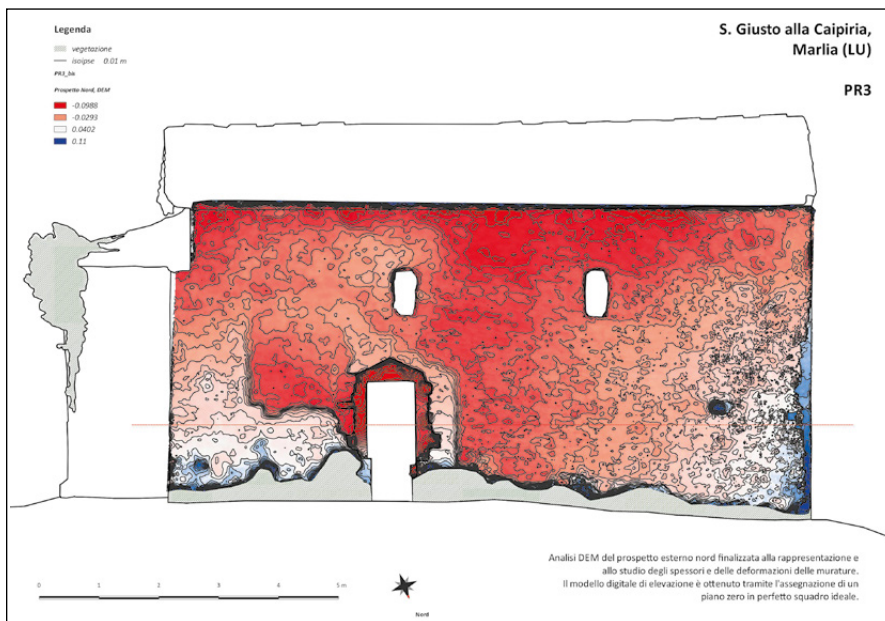 Legenda
vegetazione
isoipse 0.01 m
PR3_bis
Prospetto Nord, DEM
-0.0988
-0.0293
0.0402
0.11
S. Giusto alla Caipiria,
Marlia (LU)
PR3
0 1 2 3 4 5 m
Nord
Analisi DEM del prospetto esterno nord finalizzata alla rappresentazione e
allo studio degli spessori e delle deformazioni delle murature.
Il modello digitale di elevazione è ottenuto tramite l'assegnazione di un
piano zero in perfetto squadro ideale.